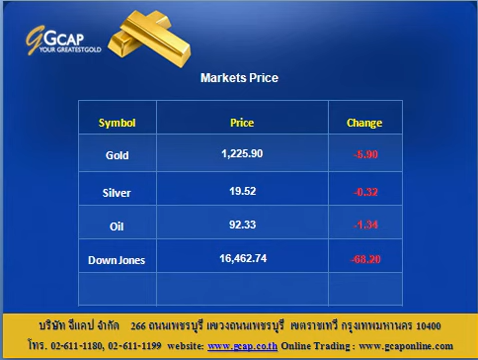 GCAP
YOUR GREATESTGOLD
Markets Price
Symbol Price Change
Gold 1,225.90 -5.90
Silver 19.52 -0.32
Oil 92.33 -1.34
Down Jones 16,462.74 -68.20
บริษัท จีแคป จำกัด 266 ถนนเพชรบุรี แขวงถนนเพชรบุรี เขตราชเทวี กรุงเทพมหานคร 10400
โทร. 02-611-1180, 02-611-1199 website: www.gcap.co.th Online Trading : www.gcaponline.com